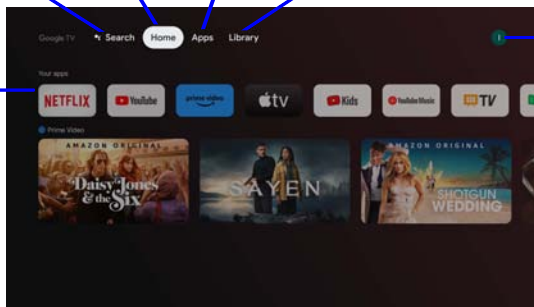 Google TV Search Home Apps Library I
Your apps
NETFLIX YouTube prime video tv Kids YouTube Music TV
Prime Video
AMAZON ORIGINAL AMAZON ORIGINAL
Daisy Jones & the Six
SAYEN
SHOTGUN WEDDING